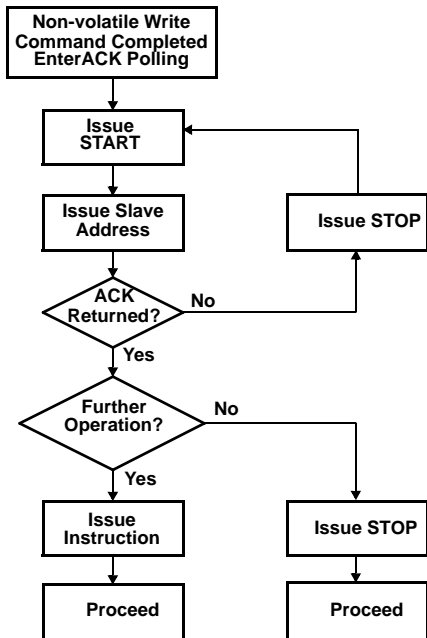 Non-volatile Write
Command Completed
EnterACK Polling
Issue
START
Issue Slave
Address
Issue STOP
ACK
Returned?
No
Yes
Further
Operation?
No
Yes
Issue
Instruction
Issue STOP
Proceed
Proceed